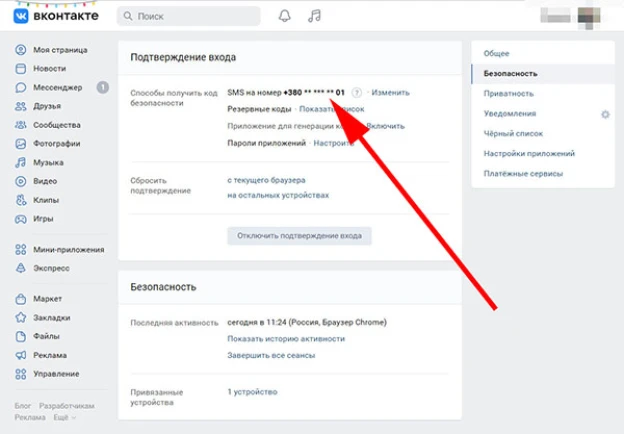 вконтакте
Поиск
Моя страница
Новости
Мессенджер 1
Друзья
Сообщества
Фотографии
Музыка
Видео
Клипы
Игры
Мини-приложения
Экспресс
Маркет
Закладки
Файлы
Реклама
Управление
Блог Разработчикам
Реклама Ещё
Подтверждение входа
Способы получить код
безопасности
SMS на номер +380 ** *** ** 01 ? · Изменить
Резервные коды · Показать список
Приложение для генерации Включить
Пароли приложений · Настроить
Сбросить
подтверждение
с текущего браузера
на остальных устройствах
Отключить подтверждение входа
Безопасность
Последняя активность
сегодня в 11:24 (Россия, Браузер Chrome)
Показать историю активности
Завершить все сеансы
Привязанные
устройства
1 устройство
Общее
Безопасность
Приватность
Уведомления
Чёрный список
Настройки приложений
Платёжные сервисы